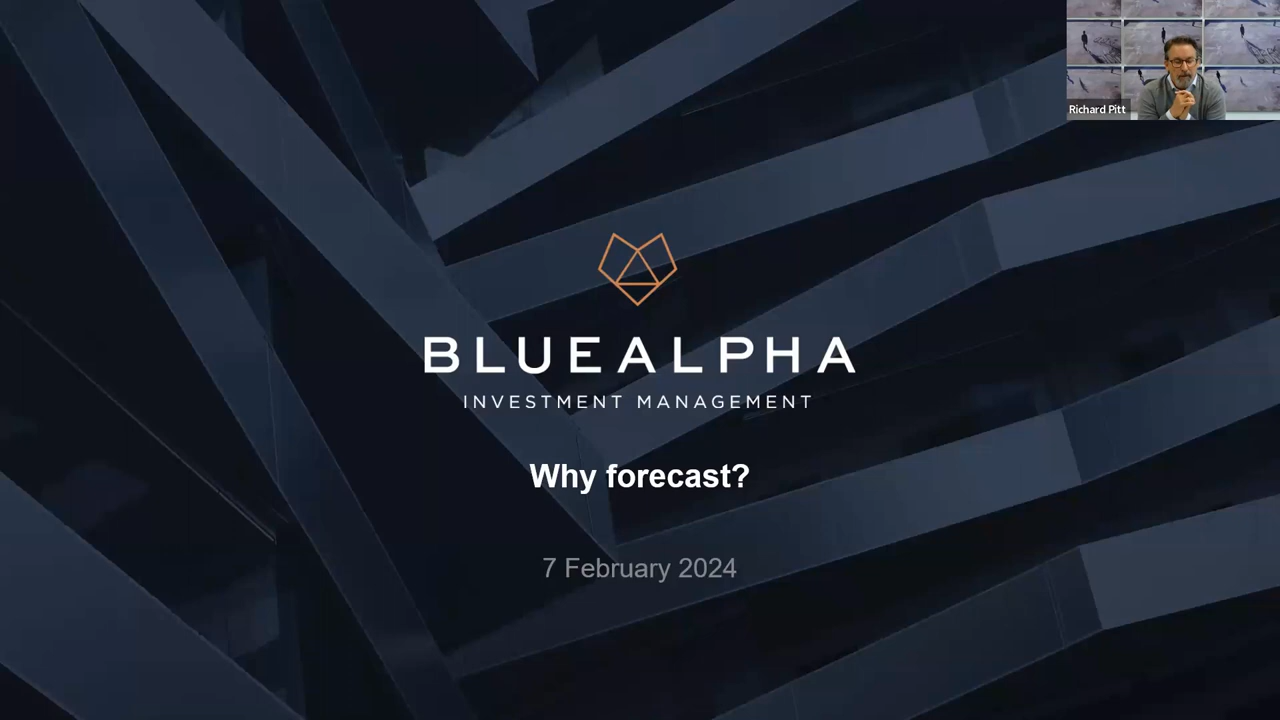 Richard Pitt
BLUEALPHA
INVESTMENT MANAGEMENT
Why forecast?
7 February 2024